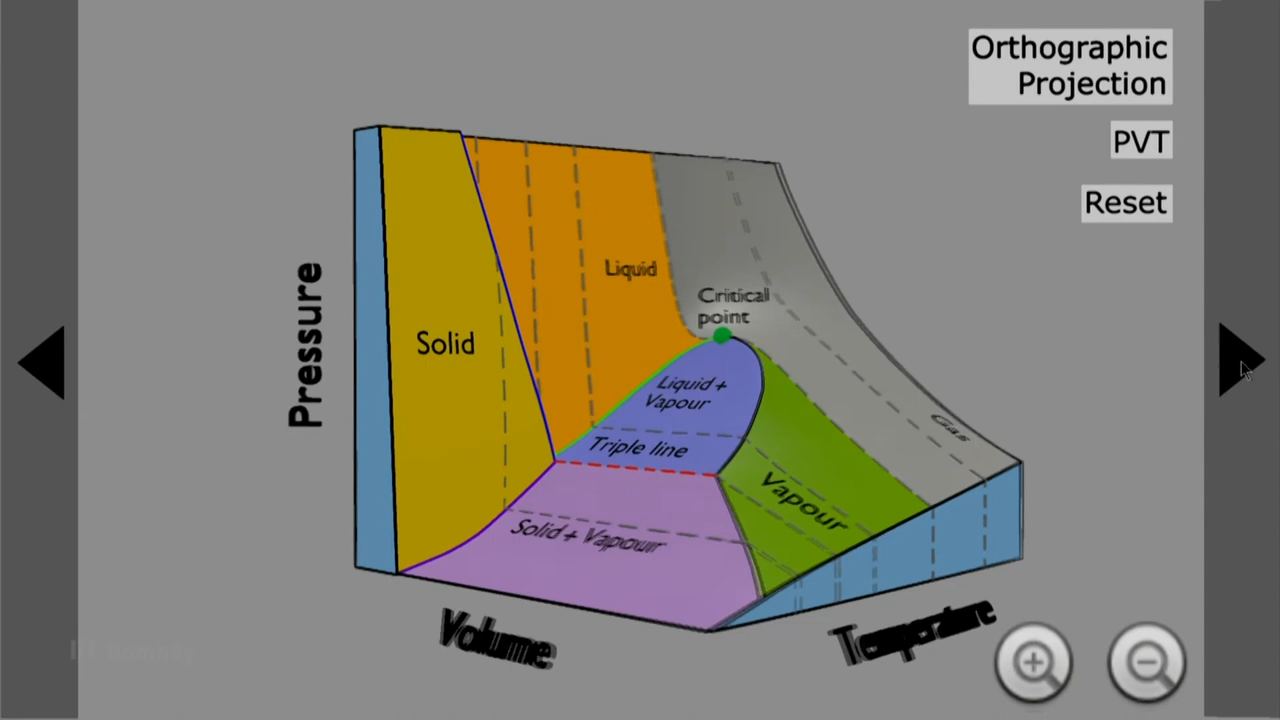 Orthographic
Projection
PVT
Reset
Pressure
Solid
Liquid
Critical
point
Liquid +
Vapour
Triple line
Gas
Vapour
Solid + Vapour
Volume
Temperature